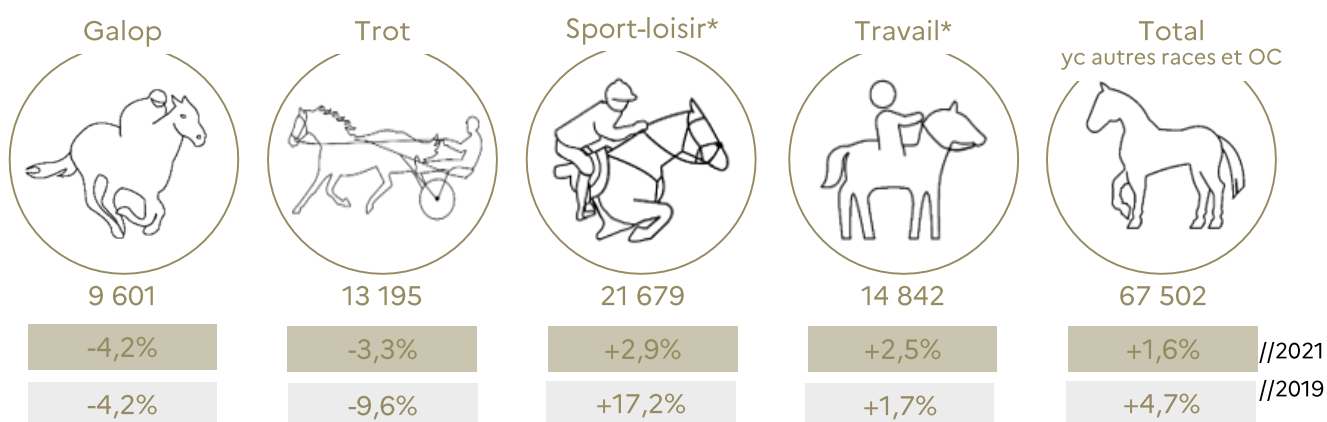 Galop
Trot
Sport-loisir*
Travail*
Total
yc autres races et OC
9 601
13 195
21 679
14 842
67 502
-4,2%
-3,3%
+2,9%
+2,5%
+1,6%
//2021
-4,2%
-9,6%
+17,2%
+1,7%
+4,7%
//2019